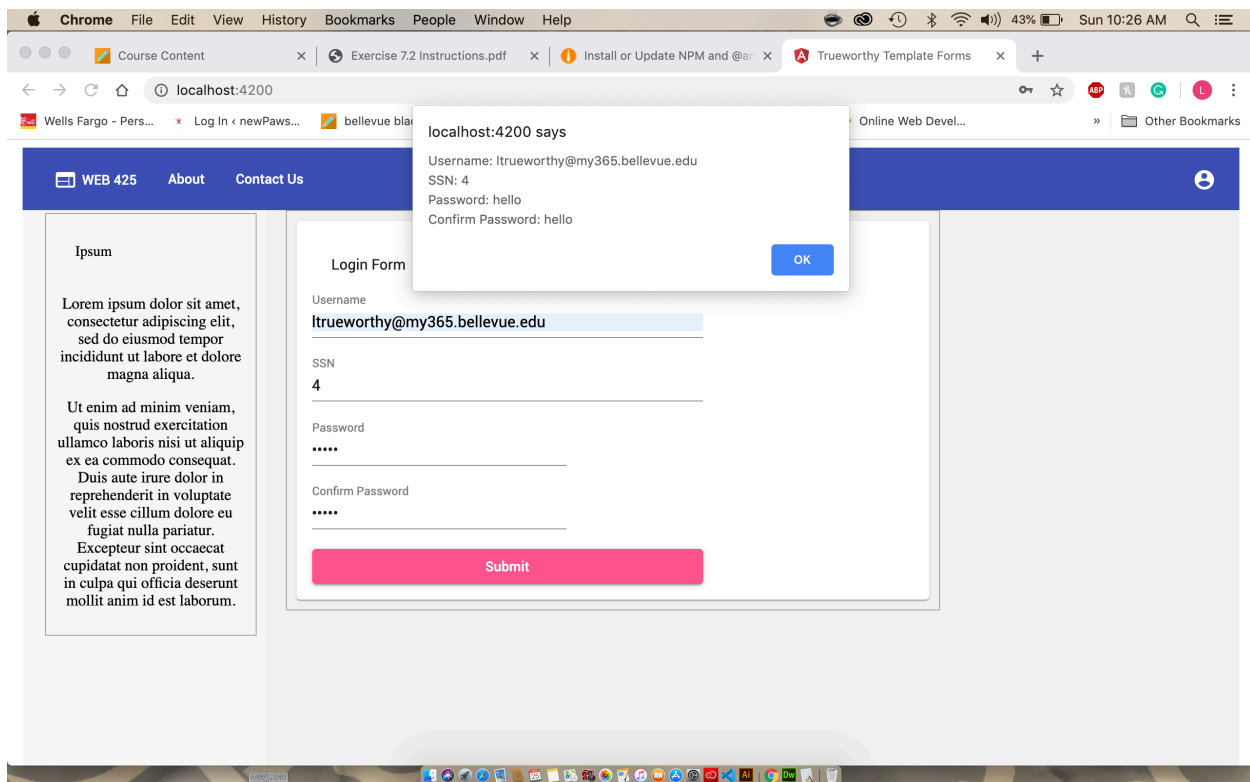 Chrome File Edit View History Bookmarks People Window Help 43% Sun 10:26 AM
Course Content Exercise 7.2 Instructions.pdf Install or Update NPM and @an Trueworthy Template Forms
localhost:4200 ABP L
Wells Fargo - Pers... Log In < newPaws... bellevue blac Online Web Devel... » Other Bookmarks
localhost:4200 says
Username: ltrueworthy@my365.bellevue.edu
SSN: 4
Password: hello
Confirm Password: hello
OK
WEB 425 About Contact Us
Ipsum
Lorem ipsum dolor sit amet,
consectetur adipiscing elit,
sed do eiusmod tempor
incididunt ut labore et dolore
magna aliqua.
Ut enim ad minim veniam,
quis nostrud exercitation
ullamco laboris nisi ut aliquip
ex ea commodo consequat.
Duis aute irure dolor in
reprehenderit in voluptate
velit esse cillum dolore eu
fugiat nulla pariatur.
Excepteur sint occaecat
cupidatat non proident, sunt
in culpa qui officia deserunt
mollit anim id est laborum.
Login Form
Username
ltrueworthy@my365.bellevue.edu
SSN
4
Password
•••••
Confirm Password
•••••
Submit
Ai Dw